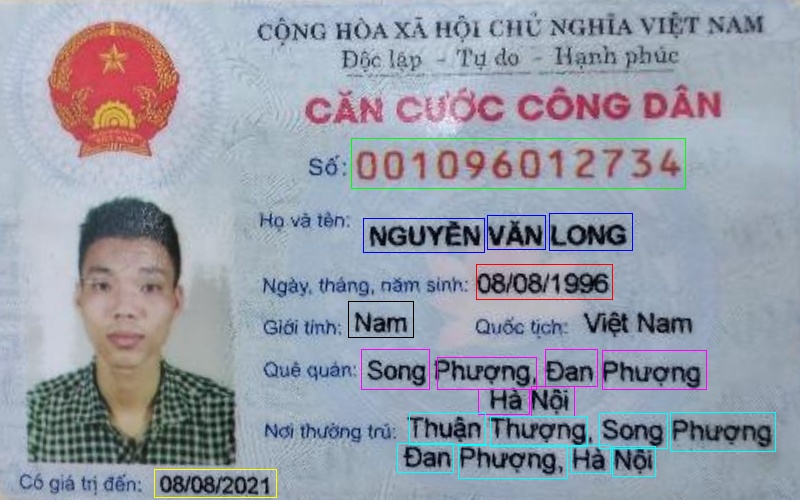 CỘNG HÒA XÃ HỘI CHỦ NGHĨA VIỆT NAM
Độc lập - Tự do - Hạnh phúc
CĂN CƯỚC CÔNG DÂN
Số: 001096012734
Họ và tên: NGUYỄN VĂN LONG
Ngày, tháng, năm sinh: 08/08/1996
Giới tính: Nam Quốc tịch: Việt Nam
Quê quán: Song Phượng, Đan Phượng
Hà Nội
Nơi thường trú: Thuận Thượng, Song Phượng
Đan Phượng, Hà Nội
Có giá trị đến: 08/08/2021